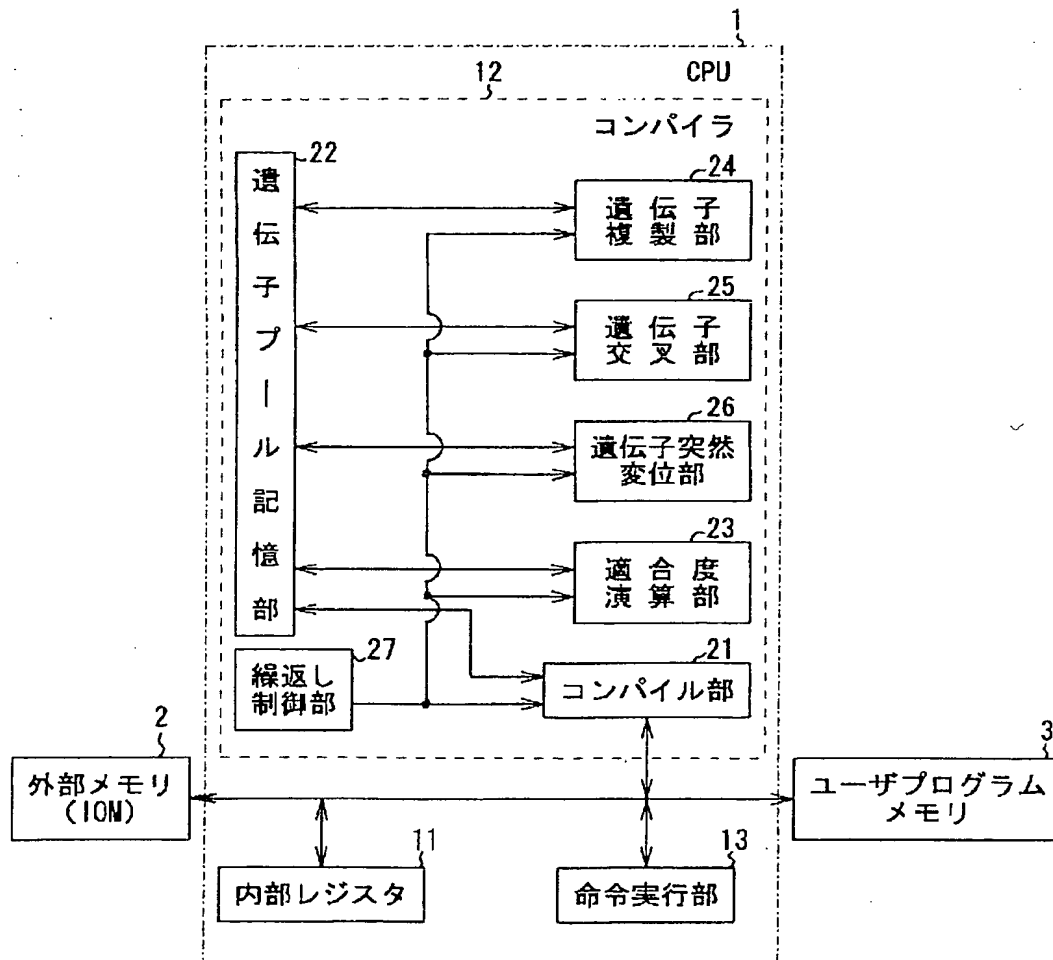 1
CPU
12
コンパイラ
22
遺伝子プール記憶部
24
遺伝子
複製部
25
遺伝子
交叉部
26
遺伝子突然
変位部
23
適合度
演算部
27
繰返し
制御部
21
コンパイル部
2
外部メモリ
(IOM)
3
ユーザプログラム
メモリ
11
内部レジスタ
13
命令実行部